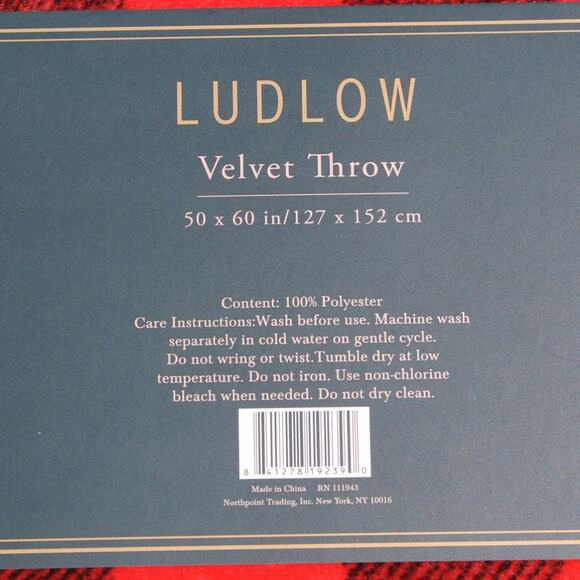 LUDLOW
Velvet Throw
50 x 60 in/127 x 152 cm
Content: 100% Polyester
Care Instructions:Wash before use. Machine wash
separately in cold water on gentle cycle.
Do not wring or twist.Tumble dry at low
temperature. Do not iron. Use non-chlorine
bleach when needed. Do not dry clean.
8 41278 19239 0
Made in China RN 111943
Northpoint Trading, Inc. New York, NY 10016